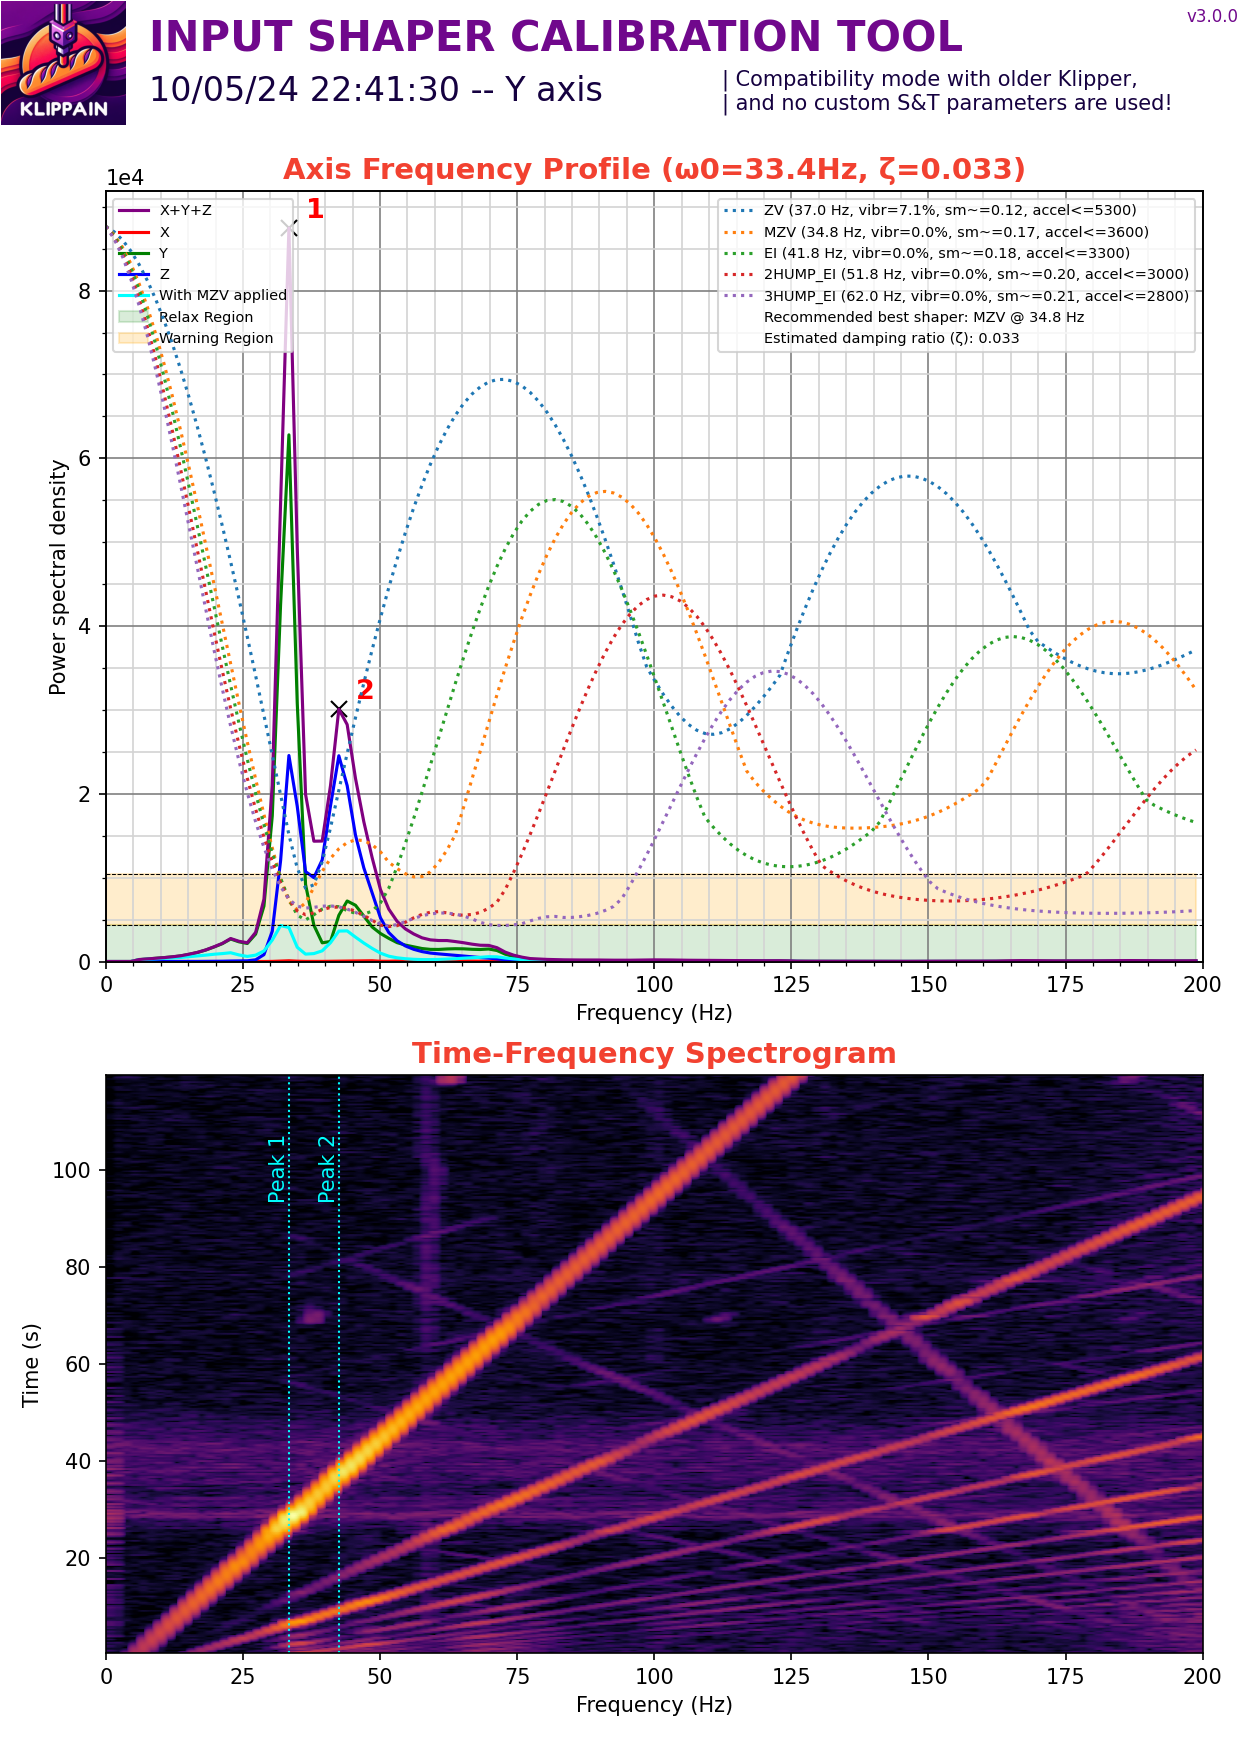 KLIPPAIN
INPUT SHAPER CALIBRATION TOOL
v3.0.0
10/05/24 22:41:30 -- Y axis
| Compatibility mode with older Klipper,
| and no custom S&T parameters are used!
Axis Frequency Profile (ω0=33.4Hz, ζ=0.033)
1e4
X+Y+Z
X
Y
Z
With MZV applied
Relax Region
Warning Region
1
2
ZV (37.0 Hz, vibr=7.1%, sm~=0.12, accel<=5300)
MZV (34.8 Hz, vibr=0.0%, sm~=0.17, accel<=3600)
EI (41.8 Hz, vibr=0.0%, sm~=0.18, accel<=3300)
2HUMP_EI (51.8 Hz, vibr=0.0%, sm~=0.20, accel<=3000)
3HUMP_EI (62.0 Hz, vibr=0.0%, sm~=0.21, accel<=2800)
Recommended best shaper: MZV @ 34.8 Hz
Estimated damping ratio (ζ): 0.033
Power spectral density
8
6
4
2
0
0 25 50 75 100 125 150 175 200
Frequency (Hz)
Time-Frequency Spectrogram
Peak 1
Peak 2
Time (s)
100
80
60
40
20
0 25 50 75 100 125 150 175 200
Frequency (Hz)